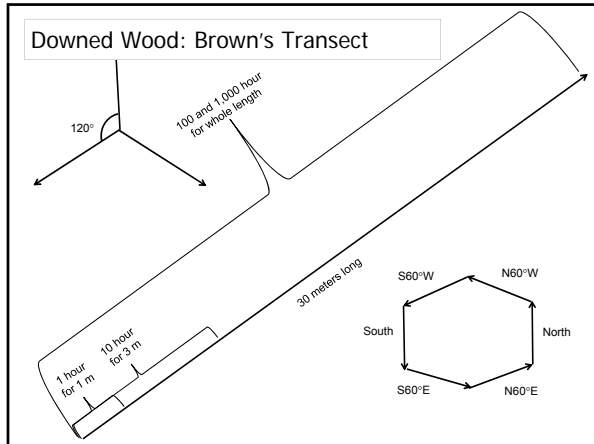 Downed Wood: Brown's Transect
120°
100 and 1,000 hour
for whole length
30 meters long
10 hour
for 3 m
1 hour
for 1 m
S60°W
N60°W
South
North
S60°E
N60°E